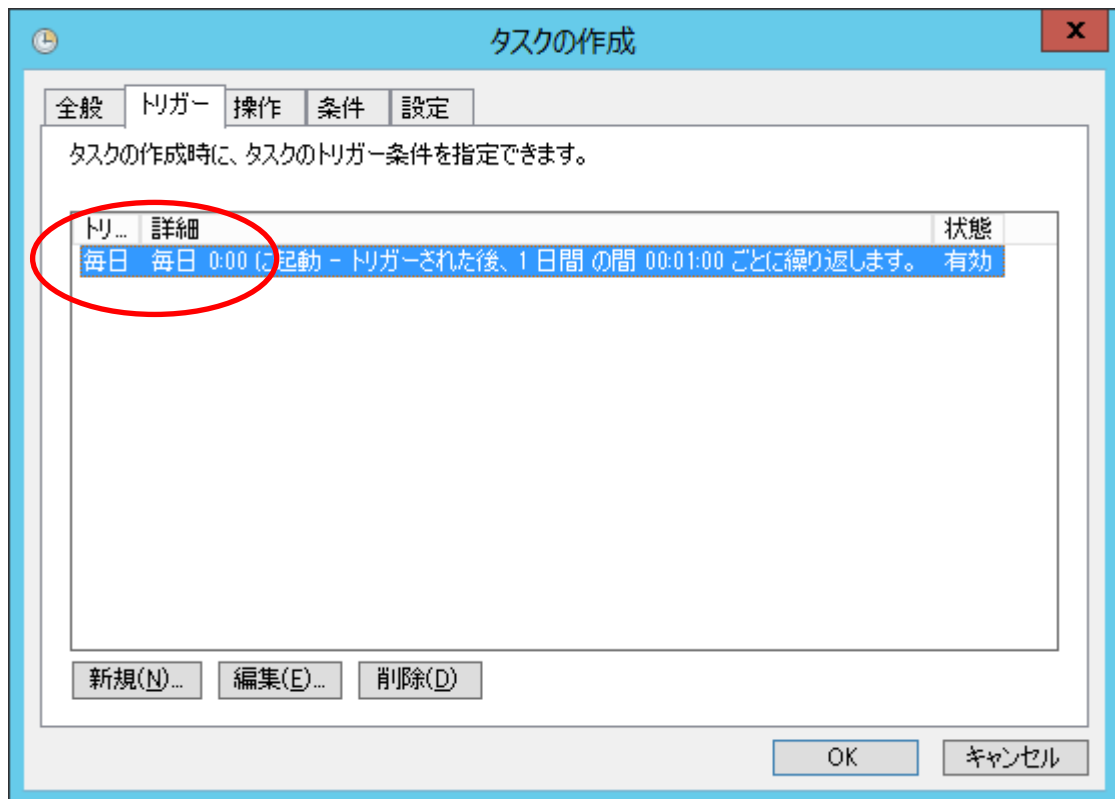 タスクの作成
x
全般 トリガー 操作 条件 設定
タスクの作成時に、タスクのトリガー条件を指定できます。
トリ... 詳細 状態
毎日 毎日 0:00 に起動 - トリガーされた後、1 日間 の間 00:01:00 ごとに繰り返します。 有効
新規(N)... 編集(E)... 削除(D)
OK キャンセル